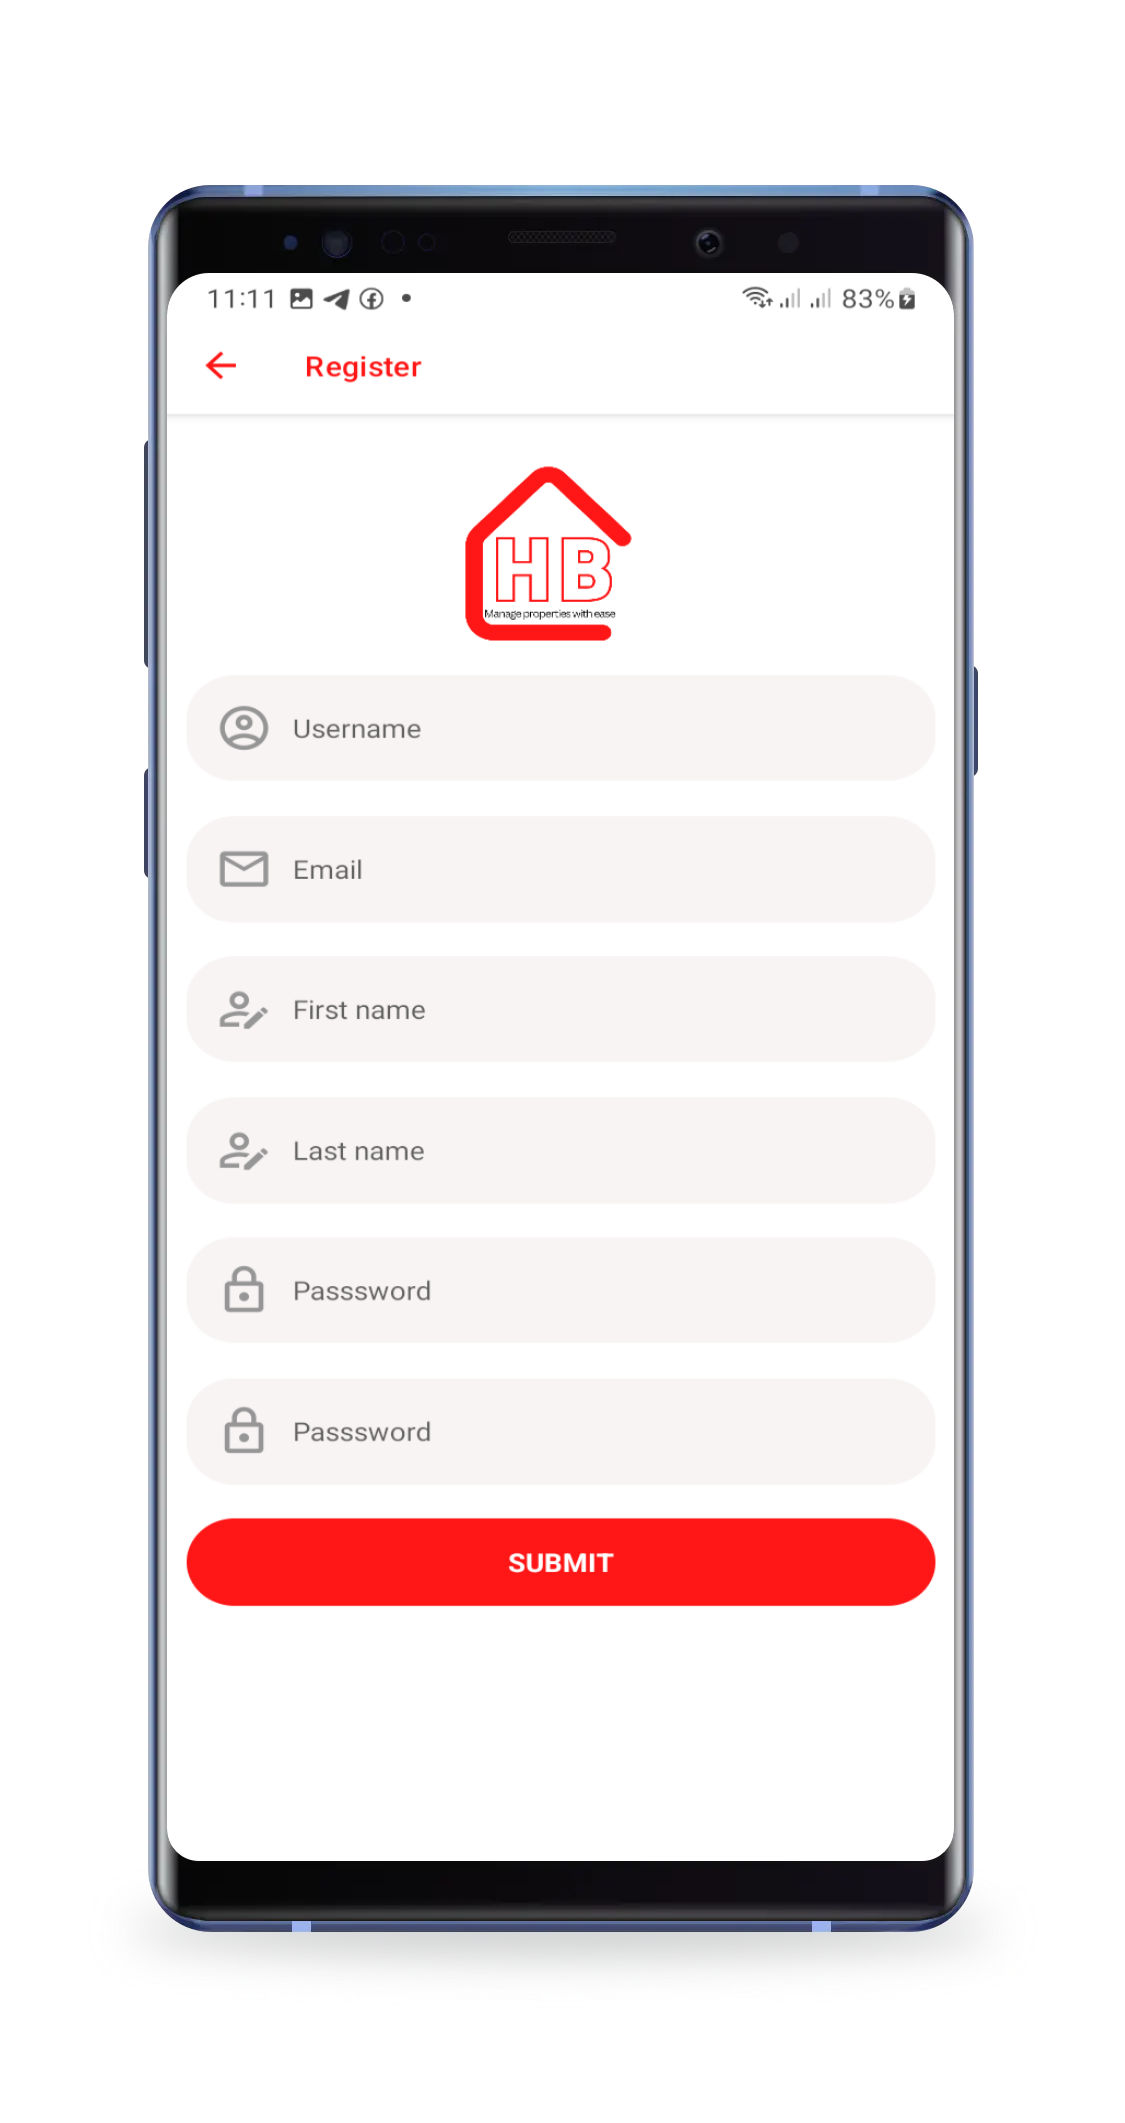 11:11 83%
Register
HB
Manage properties with ease
Username
Email
First name
Last name
Passsword
Passsword
SUBMIT